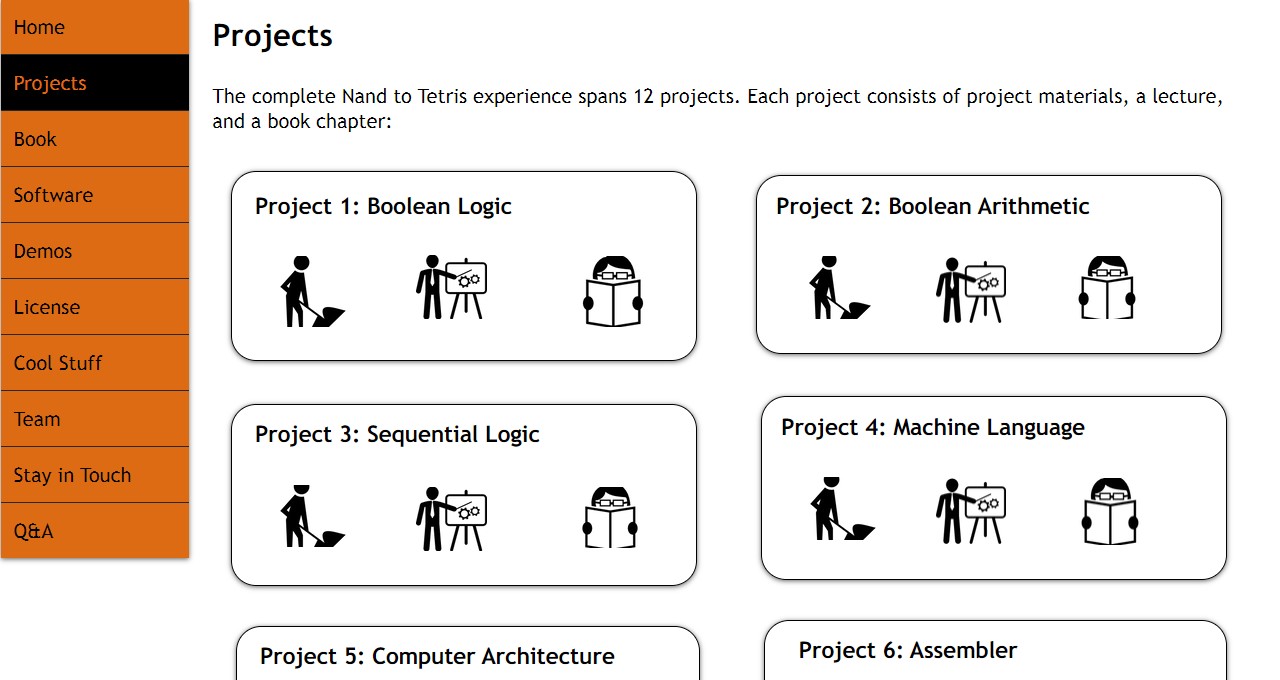 Home
Projects
Book
Software
Demos
License
Cool Stuff
Team
Stay in Touch
Q&A
Projects
The complete Nand to Tetris experience spans 12 projects. Each project consists of project materials, a lecture,
and a book chapter:
Project 1: Boolean Logic
Project 2: Boolean Arithmetic
Project 3: Sequential Logic
Project 4: Machine Language
Project 5: Computer Architecture
Project 6: Assembler